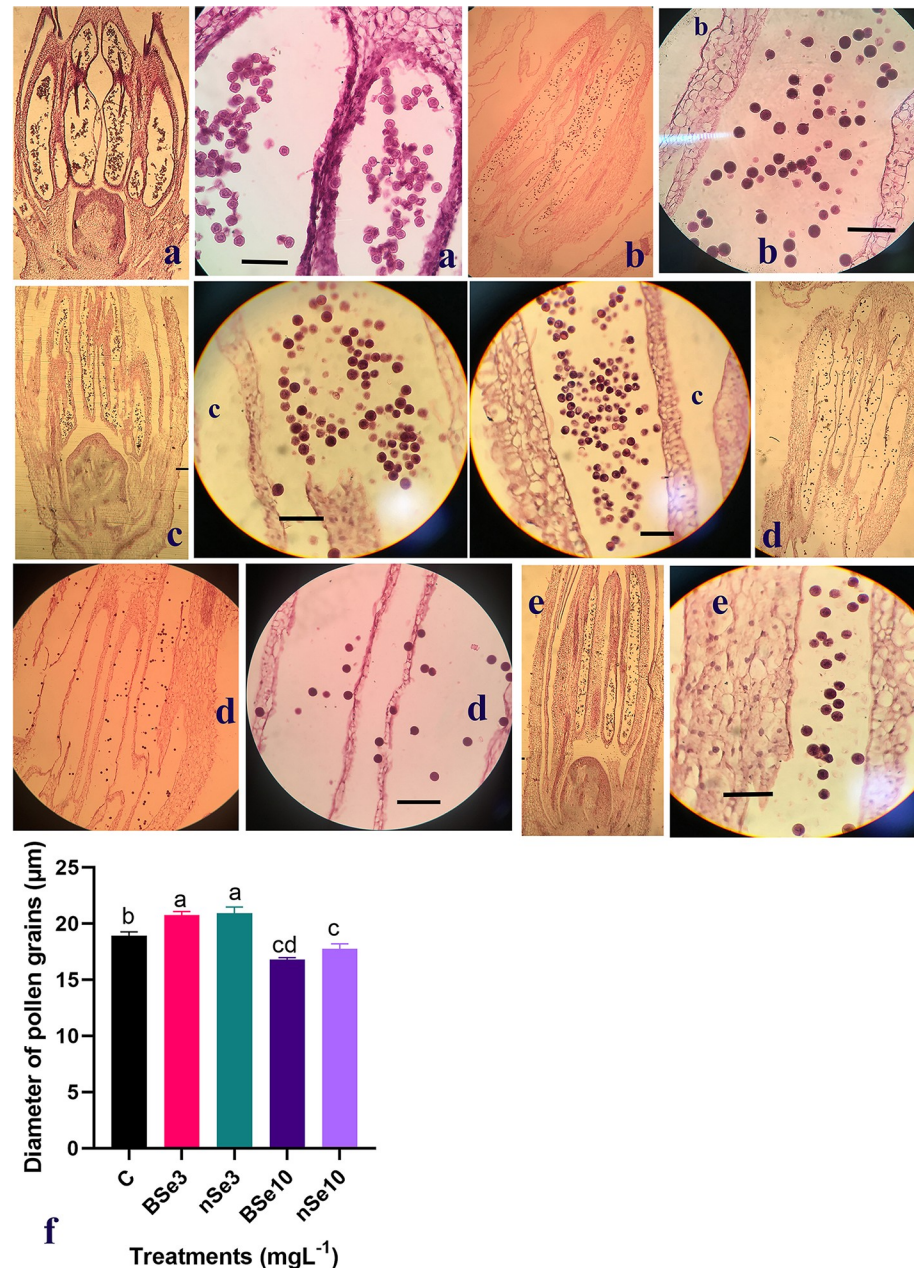 a
a
b
b
b
c
c
c
d
d
d
e
e
25
20
15
10
5
0
Diameter of pollen grains (µm)
b
a
a
cd
c
C
BSe3
nSe3
BSe10
nSe10
f
Treatments (mgL⁻¹)